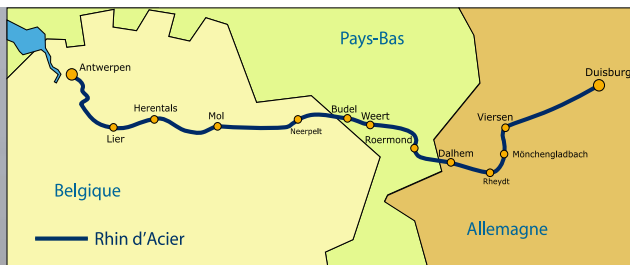 Pays-Bas
Antwerpen
Duisburg
Herentals
Mol
Budel
Weert
Viersen
Lier
Neerpelt
Roermond
Dalhem
Mönchengladbach
Rheydt
Belgique
Allemagne
Rhin d'Acier